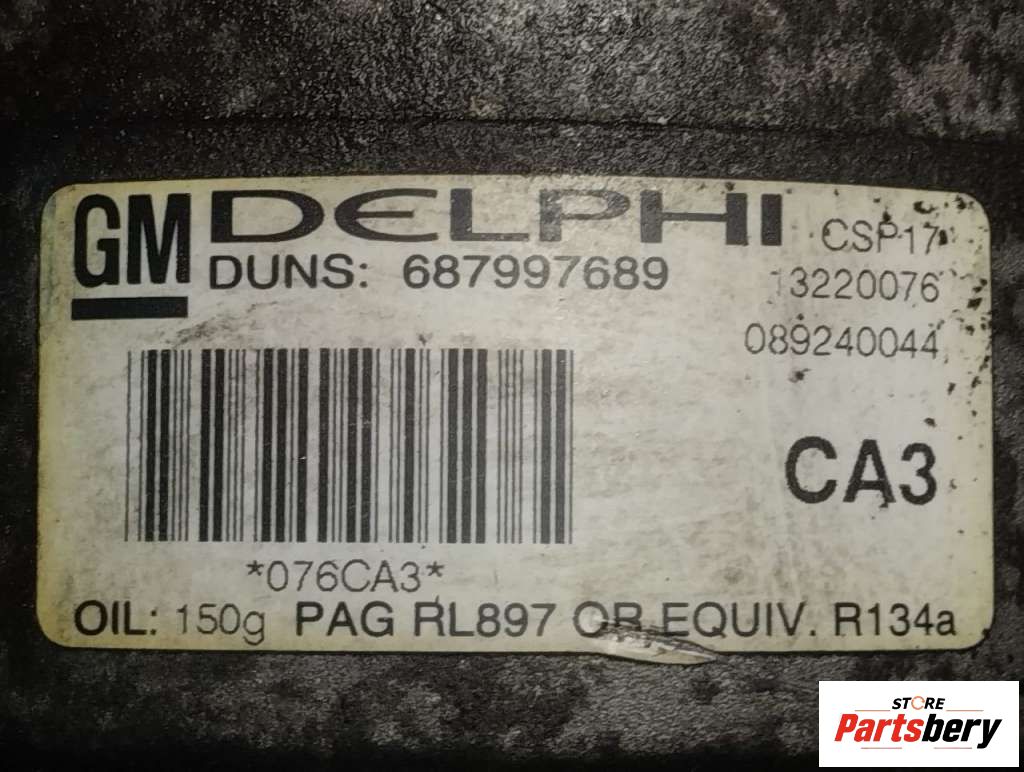 GM DELPHI CSP17
DUNS: 687997689 13220076
089240044
CA3
*076CA3*
OIL: 150g PAG RL897 OR EQUIV. R134a
STORE
Partsbery